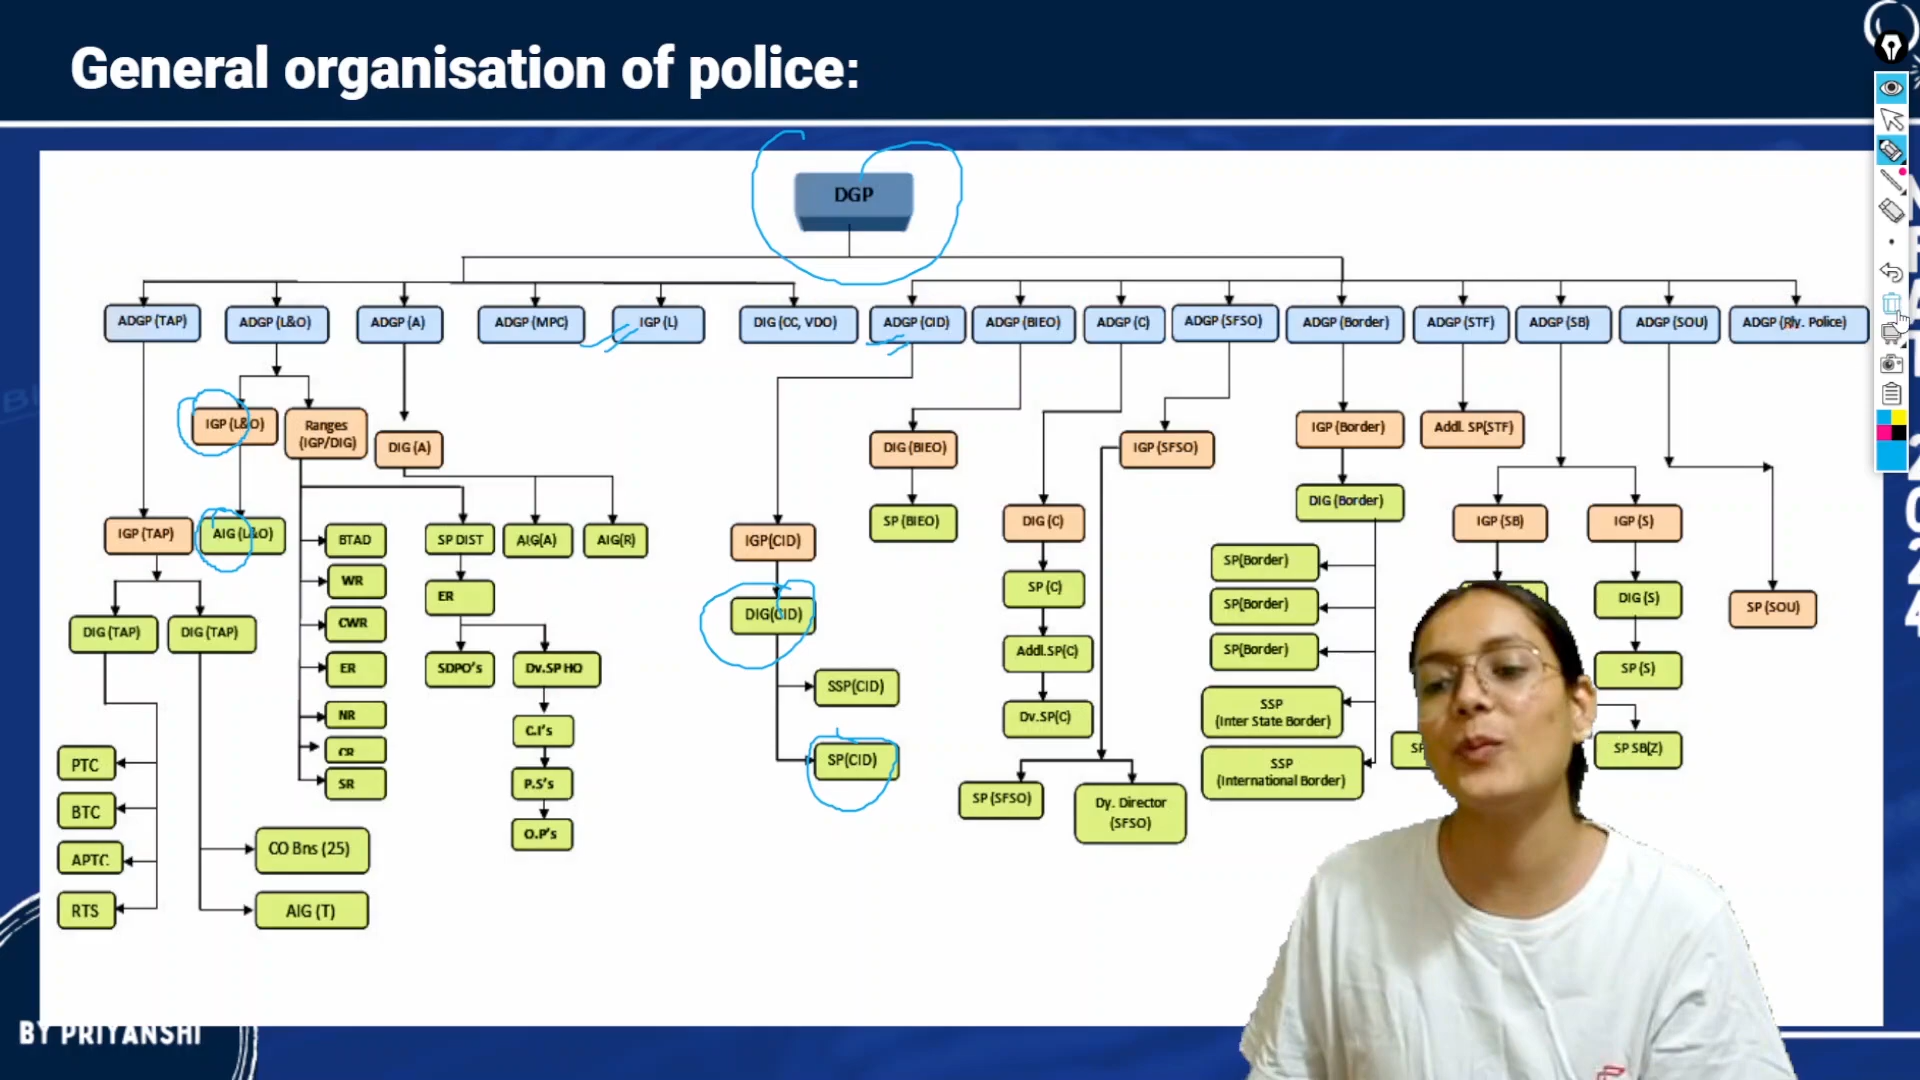 General organisation of police:
DGP
ADGP (TAP)
ADGP (L&O)
ADGP (A)
ADGP (MPC)
IGP (L)
DIG (CC, VDO)
ADGP (CID)
ADGP (BIEO)
ADGP (C)
ADGP (SFSO)
ADGP (Border)
ADGP (STF)
ADGP (SB)
ADGP (SOU)
ADGP (Rly. Police)
IGP (L&O)
Ranges
(IGP/DIG)
DIG (A)
DIG (BIEO)
IGP (SFSO)
IGP (Border)
Addl. SP(STF)
IGP (TAP)
AIG (L&O)
BTAD
SP DIST
AIG(A)
AIG(R)
IGP(CID)
SP (BIEO)
DIG (C)
DIG (Border)
IGP (SB)
IGP (S)
WR
ER
CWR
DIG(CID)
SP (C)
SP(Border)
SP(Border)
SP(Border)
DIG (S)
SP (SOU)
DIG (TAP)
DIG (TAP)
ER
SDPO's
Dv.SP HO
SSP(CID)
Addl.SP(C)
SP (S)
NR
C.I's
Dv.SP(C)
SSP
(Inter State Border)
CR
SP(CID)
SP SB(Z)
PTC
SR
P.S's
SP (SFSO)
Dy. Director
(SFSO)
SSP
(International Border)
BTC
O.P's
CO Bns (25)
APTC
RTS
AIG (T)
BY PRIYANSHI